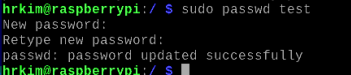 hrkim@raspberrypi:/ $ sudo passwd test
New password:
Retype new password:
passwd: password updated successfully
hrkim@raspberrypi:/ $